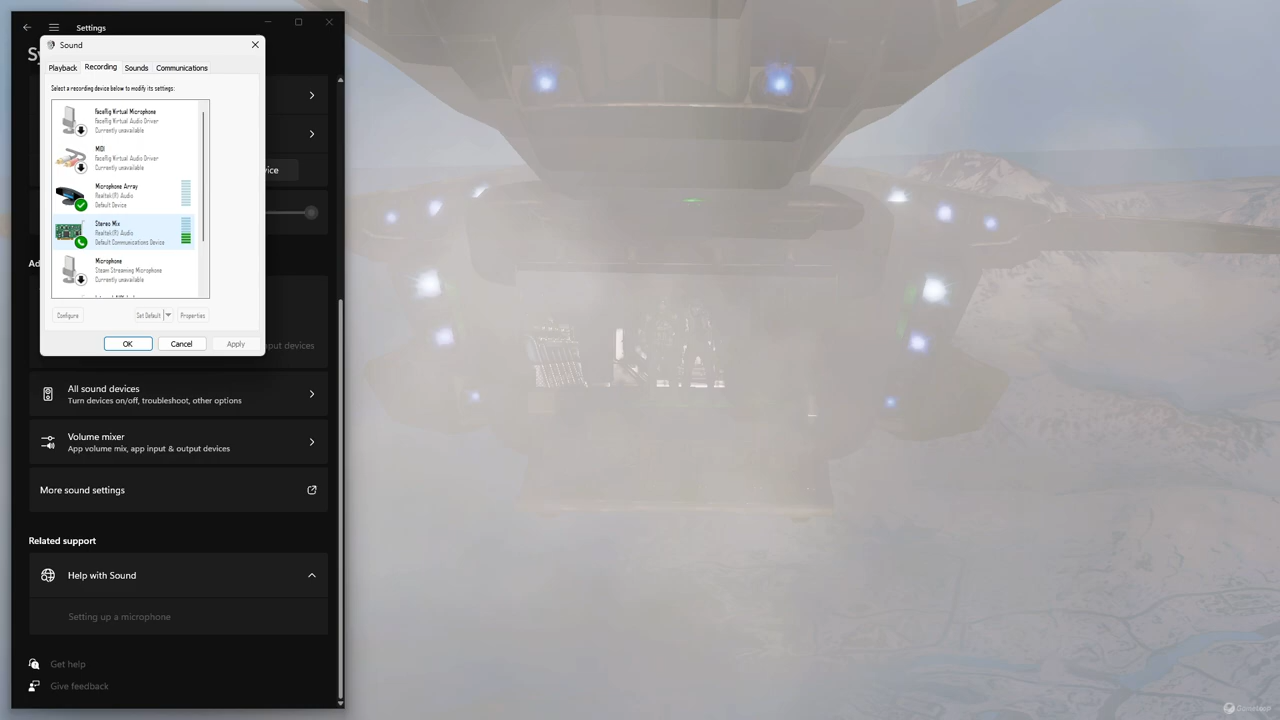 Settings
Sound
Playback Recording Sounds Communications
Select a recording device below to modify its settings:
FaceRig Virtual Microphone
FaceRig Virtual Audio Driver
Currently unavailable
MIDI
FaceRig Virtual Audio Driver
Currently unavailable
Microphone Array
Realtek(R) Audio
Default Device
Stereo Mix
Realtek(R) Audio
Default Communications Device
Microphone
Steam Streaming Microphone
Currently unavailable
Configure Set Default Properties
OK Cancel Apply
All sound devices
Turn devices on/off, troubleshoot, other options
Volume mixer
App volume mix, app input & output devices
More sound settings
Related support
Help with Sound
Setting up a microphone
Get help
Give feedback